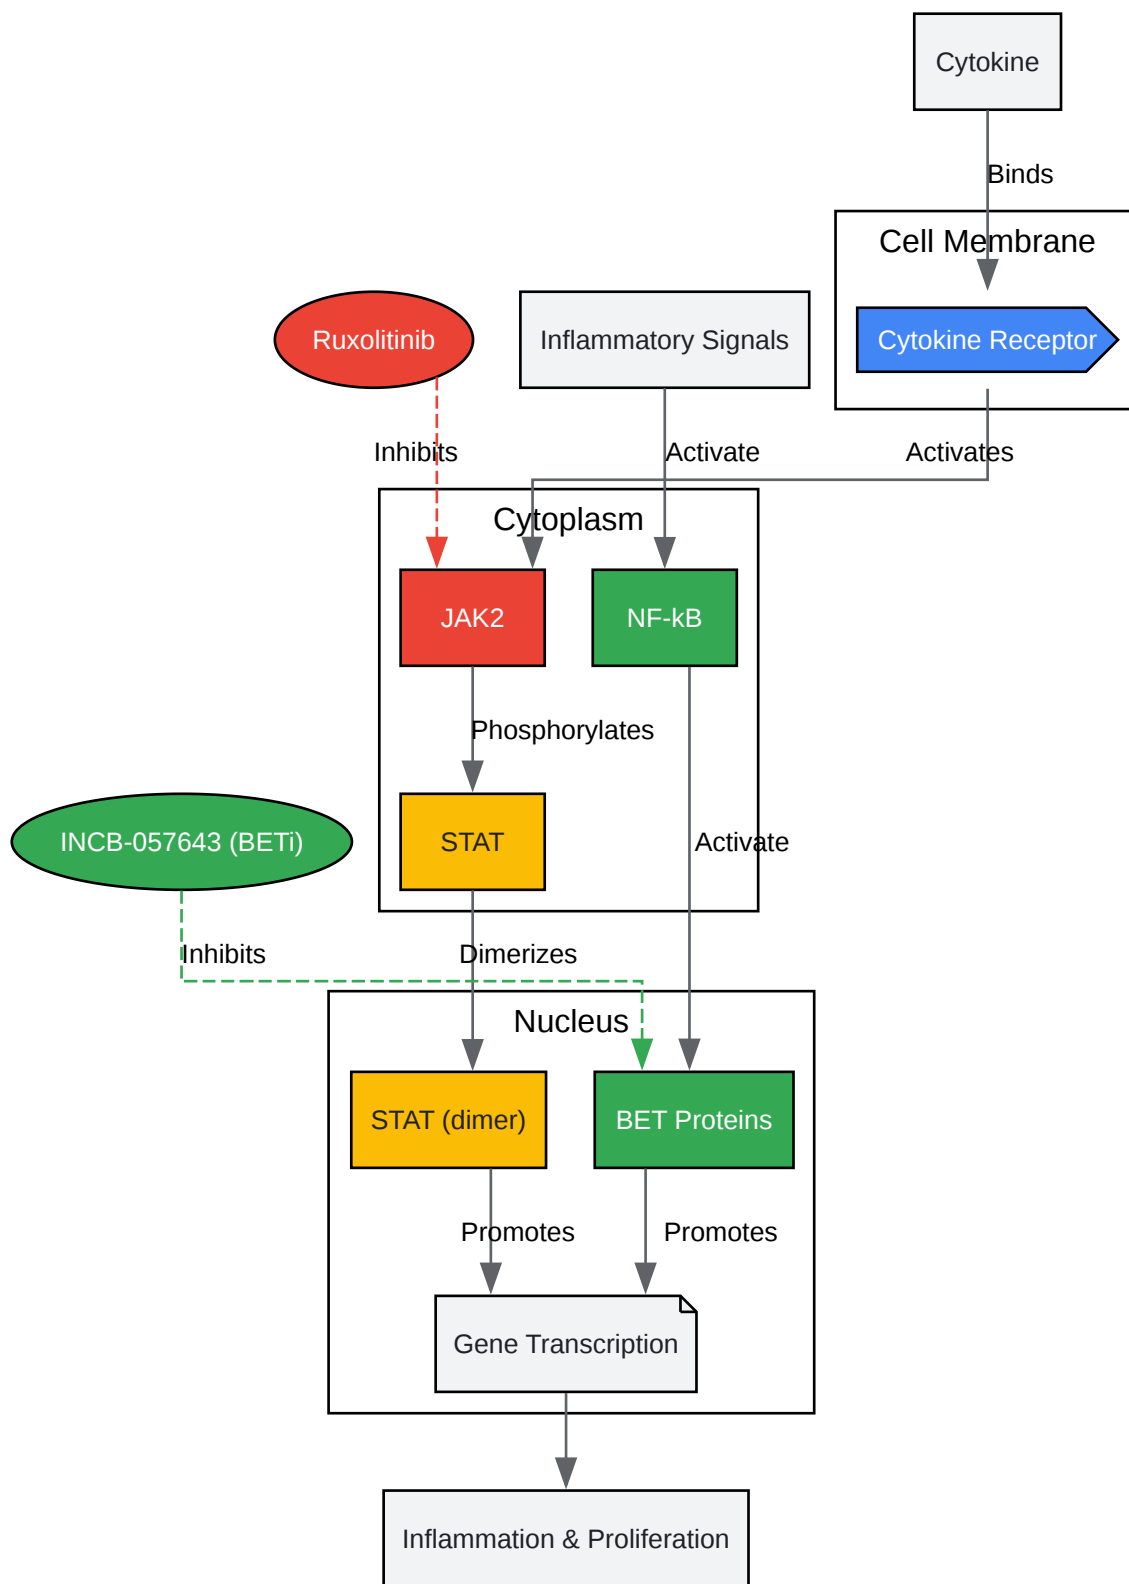 Cytokine
Binds
Cell Membrane
Ruxolitinib
Inflammatory Signals
Cytokine Receptor
Inhibits
Activate
Activates
Cytoplasm
JAK2
NF-kB
Phosphorylates
INCB-057643 (BETi)
STAT
Activate
Inhibits
Dimerizes
Nucleus
STAT (dimer)
BET Proteins
Promotes
Promotes
Gene Transcription
Inflammation & Proliferation